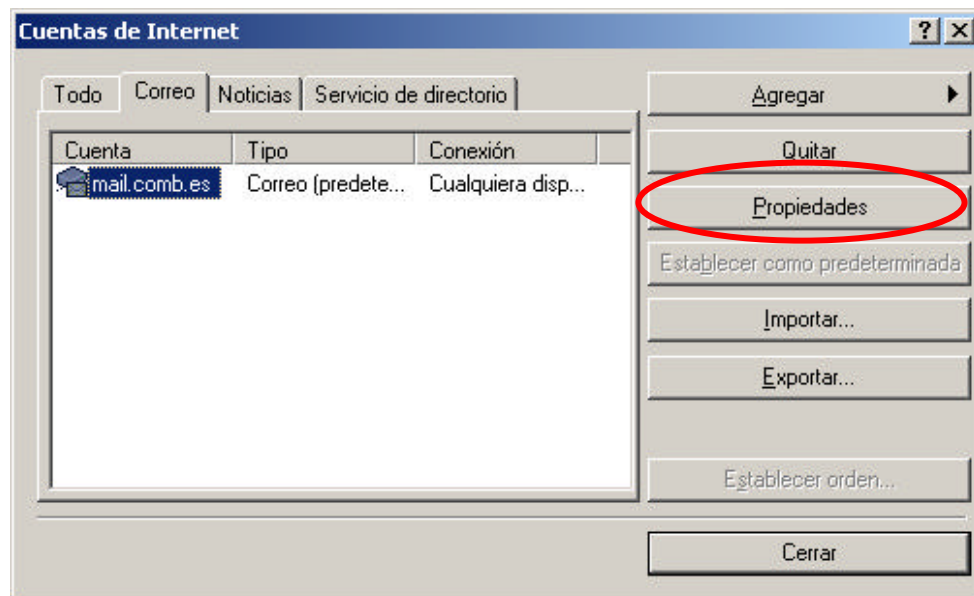 Cuentas de Internet
Todo Correo Noticias Servicio de directorio
Cuenta Tipo Conexión
mail.comb.es Correo (predete... Cualquiera disp...
Agregar
Quitar
Propiedades
Establecer como predeterminada
Importar...
Exportar...
Establecer orden...
Cerrar